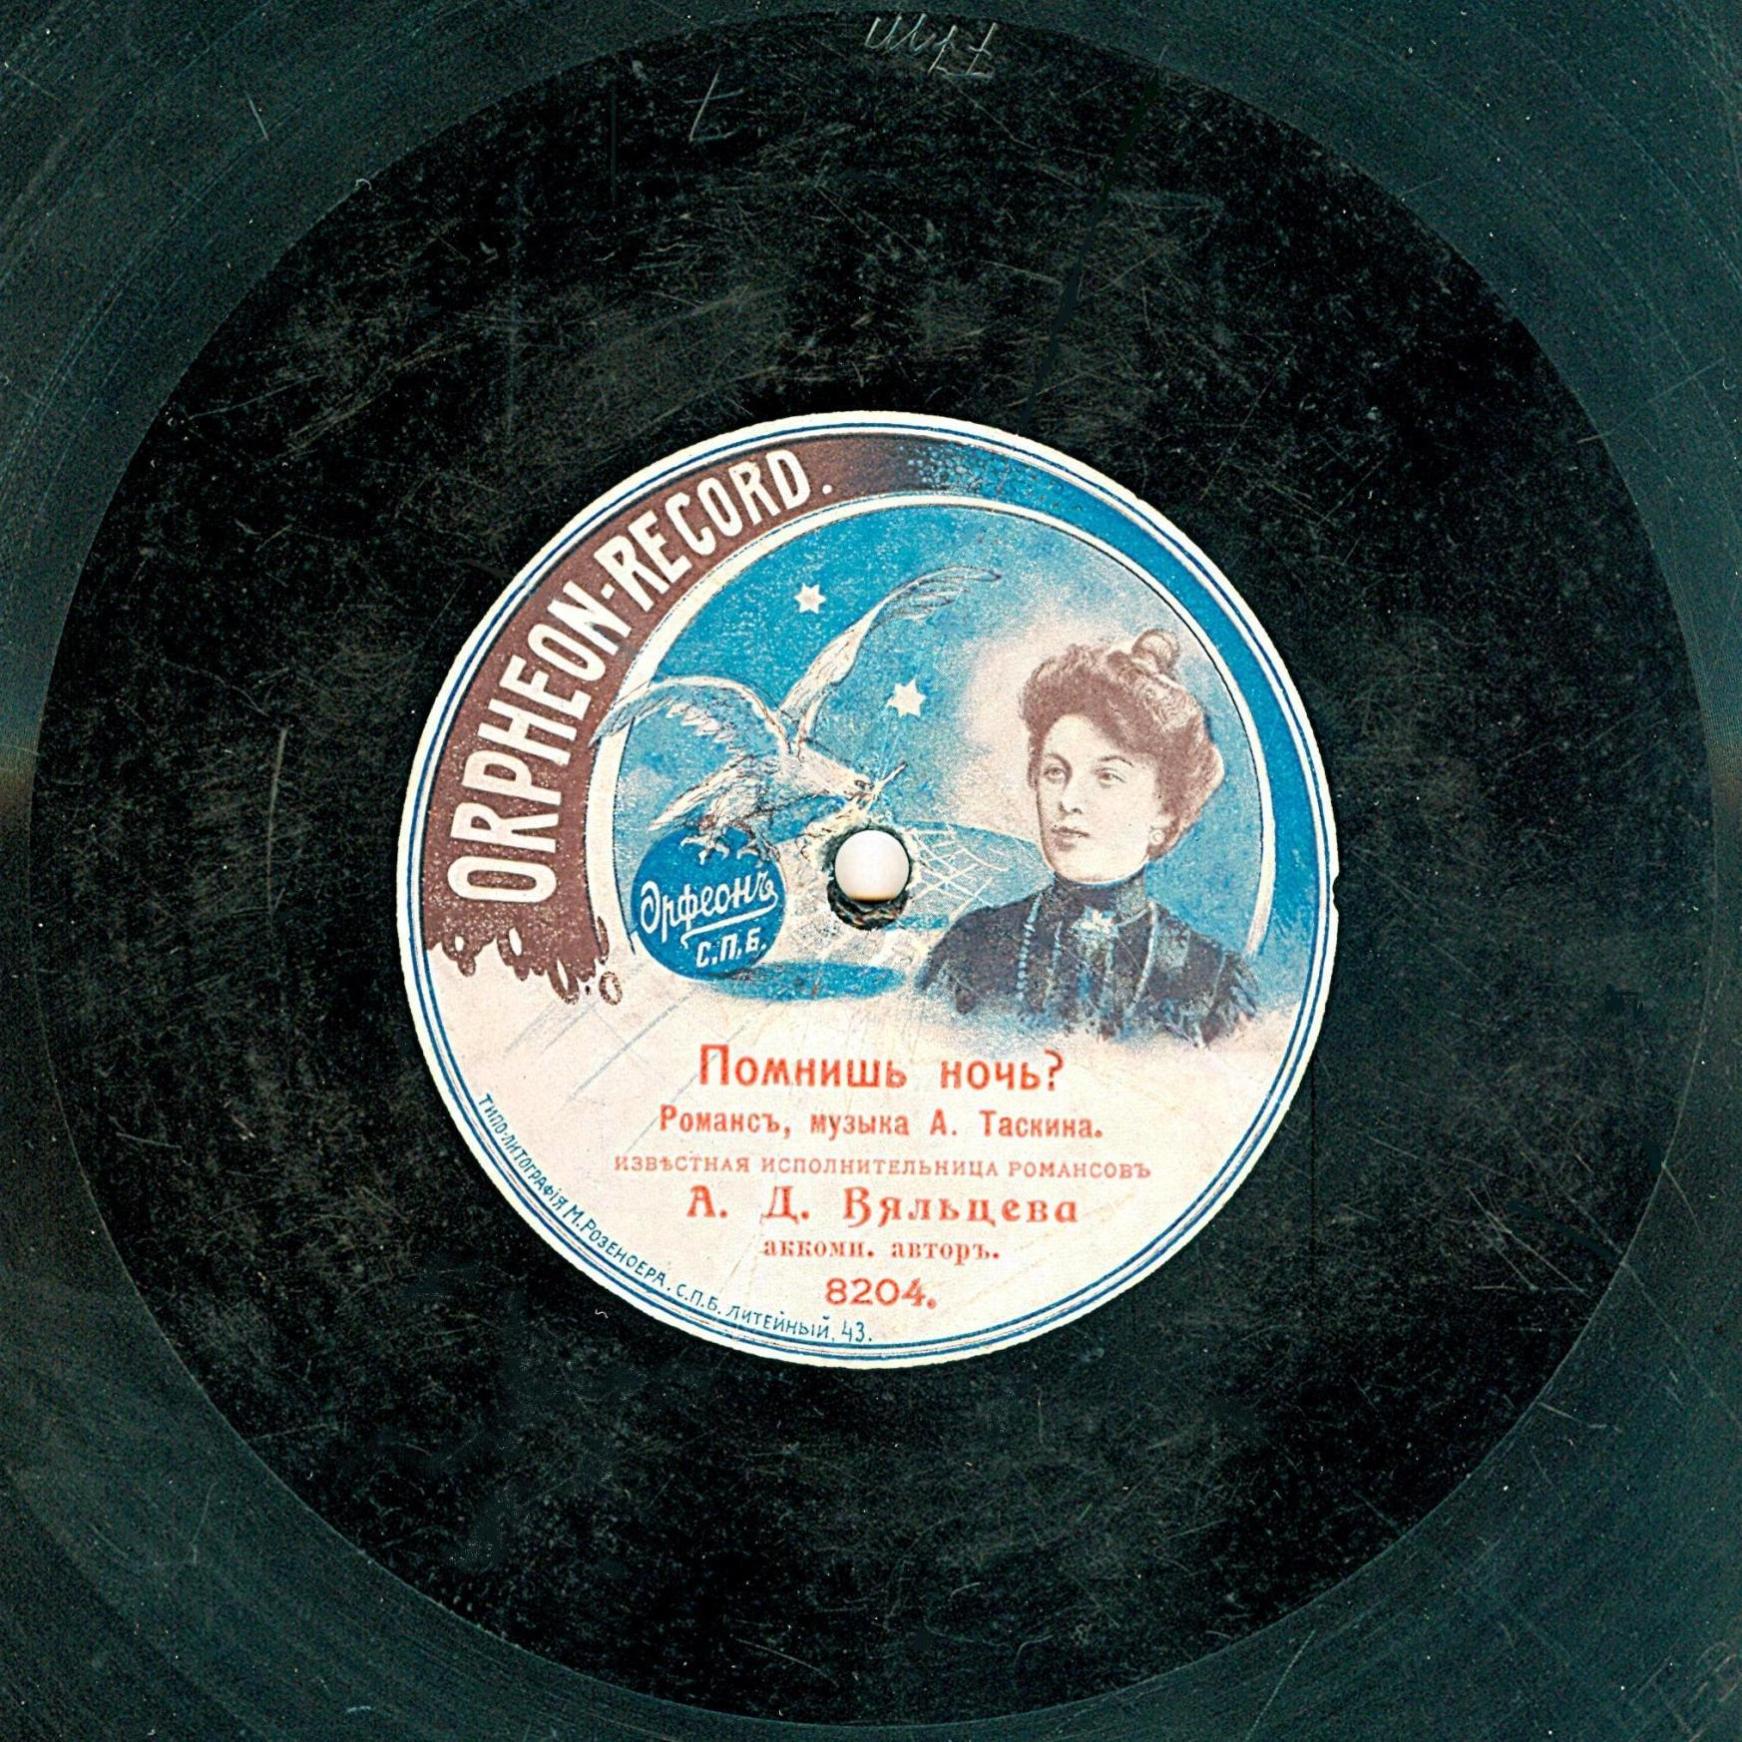 ORPHEON-RECORD.
Орфеонъ
С.П.Б.
Помнишь ночь?
Романсъ, музыка А. Таскина.
ИЗВѢСТНАЯ ИСПОЛНИТЕЛЬНИЦА РОМАНСОВЪ
А. Д. Вяльцева
аккомп. авторъ.
8204.
ТИПО-ЛИТОГРАФІЯ М. РОЗЕНОЕРА. С.П.Б. ЛИТЕЙНЫЙ, 43.